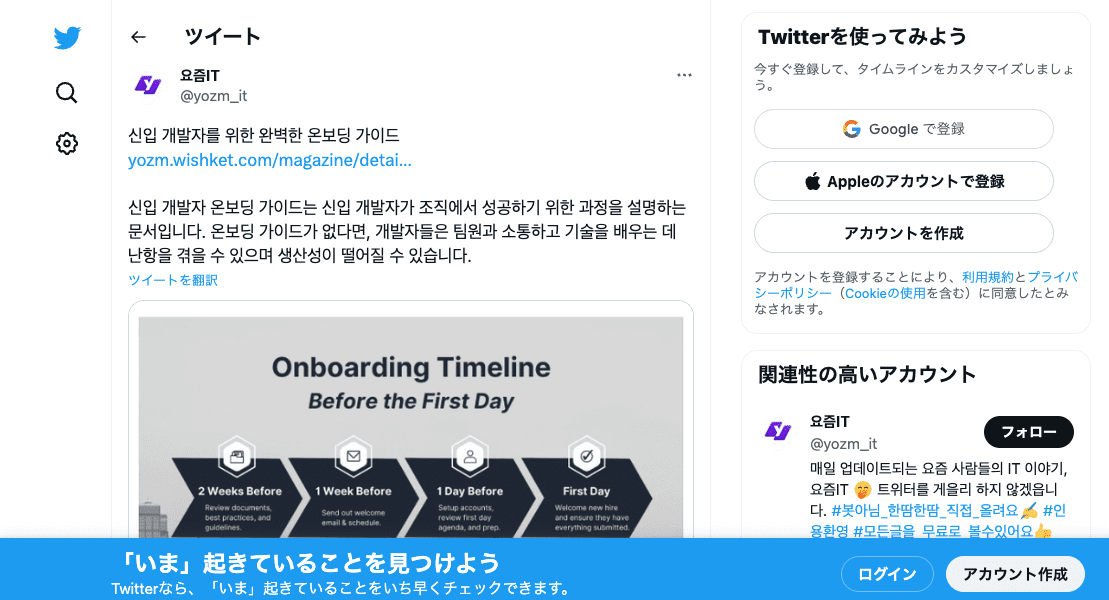 ツイート
요즘IT
@yozm_it
신입 개발자를 위한 완벽한 온보딩 가이드
yozm.wishket.com/magazine/detai...
신입 개발자 온보딩 가이드는 신입 개발자가 조직에서 성공하기 위한 과정을 설명하는
문서입니다. 온보딩 가이드가 없다면, 개발자들은 팀원과 소통하고 기술을 배우는 데
난항을 겪을 수 있으며 생산성이 떨어질 수 있습니다.
ツイートを翻訳
Onboarding Timeline
Before the First Day
2 Weeks Before
Review documents,
best practices, and
guidelines.
1 Week Before
Send out welcome
email & schedule.
1 Day Before
Setup accounts,
review first day
agenda, and prep.
First Day
Welcome new hire
and ensure they have
everything submitted.
Twitterを使ってみよう
今すぐ登録して、タイムラインをカスタマイズしましょ
う。
Google で登録
Appleのアカウントで登録
アカウントを作成
アカウントを登録することにより、利用規約とプライバ
シーポリシー（Cookieの使用を含む）に同意したとみ
なされます。
関連性の高いアカウント
요즘IT
@yozm_it
フォロー
매일 업데이트되는 요즘 사람들의 IT 이야기,
요즘IT 🤭 트위터를 게을리 하지 않겠읍니
다. #봇아님_한땀한땀_직접_올려요✍️ #인
용환영 #모든글을_무료로_볼수있어요👍
「いま」起きていることを見つけよう
Twitterなら、「いま」起きていることをいち早くチェックできます。
ログイン
アカウント作成